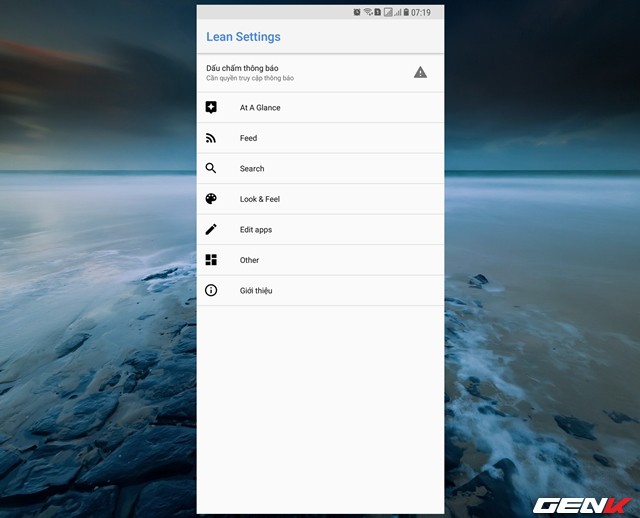 07:19
Lean Settings
Dấu chấm thông báo
Cần quyền truy cập thông báo
At A Glance
Feed
Search
Look & Feel
Edit apps
Other
Giới thiệu
GENK